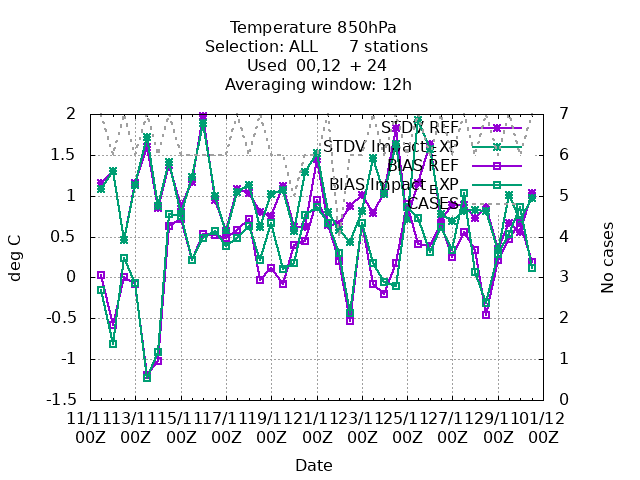 Temperature 850hPa
Selection: ALL 7 stations
Used 00,12 + 24
Averaging window: 12h
2
1.5
1
0.5
0
-0.5
-1
-1.5
deg C
7
6
5
4
3
2
1
0
No cases
STDV REF
STDV Impact EXP
BIAS REF
BIAS Impact EXP
CASES
11/11 13/11 15/11 17/11 19/11 21/11 23/11 25/11 27/11 29/11 01/12
00Z 00Z 00Z 00Z 00Z 00Z 00Z 00Z 00Z 00Z 00Z
Date